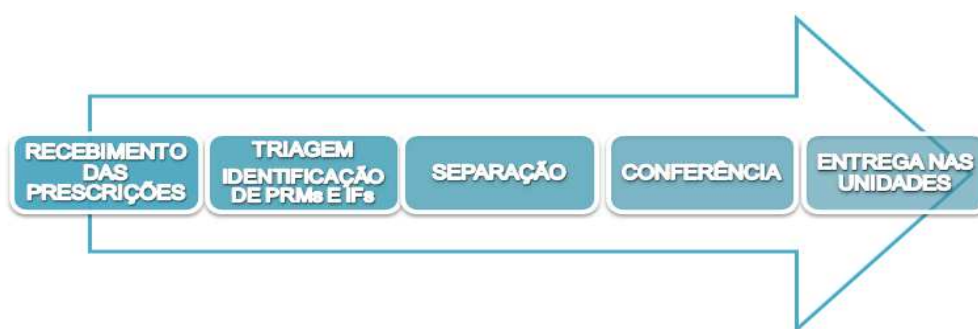 RECEBIMENTO
DAS
PRESCRIÇÕES
TRIAGEM
IDENTIFICAÇÃO
DE PRMs E IFs
SEPARAÇÃO
CONFERÊNCIA
ENTREGA NAS
UNIDADES